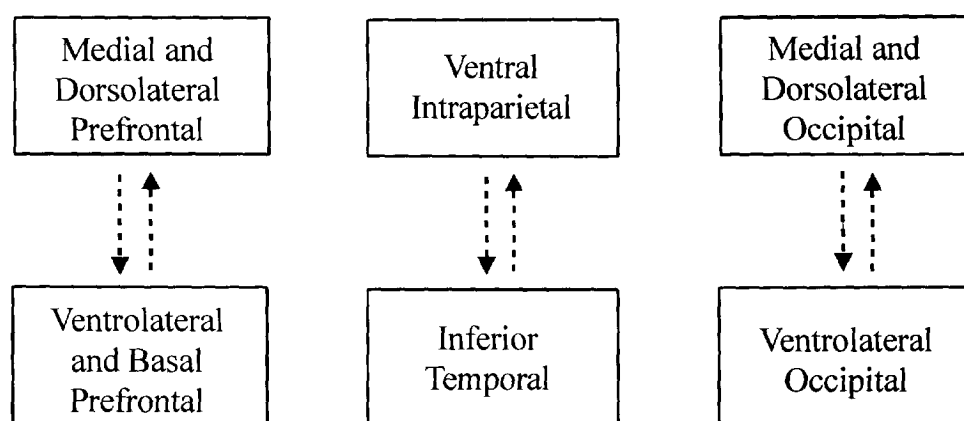 Medial and
Dorsolateral
Prefrontal
Ventral
Intraparietal
Medial and
Dorsolateral
Occipital
Ventrolateral
and Basal
Prefrontal
Inferior
Temporal
Ventrolateral
Occipital